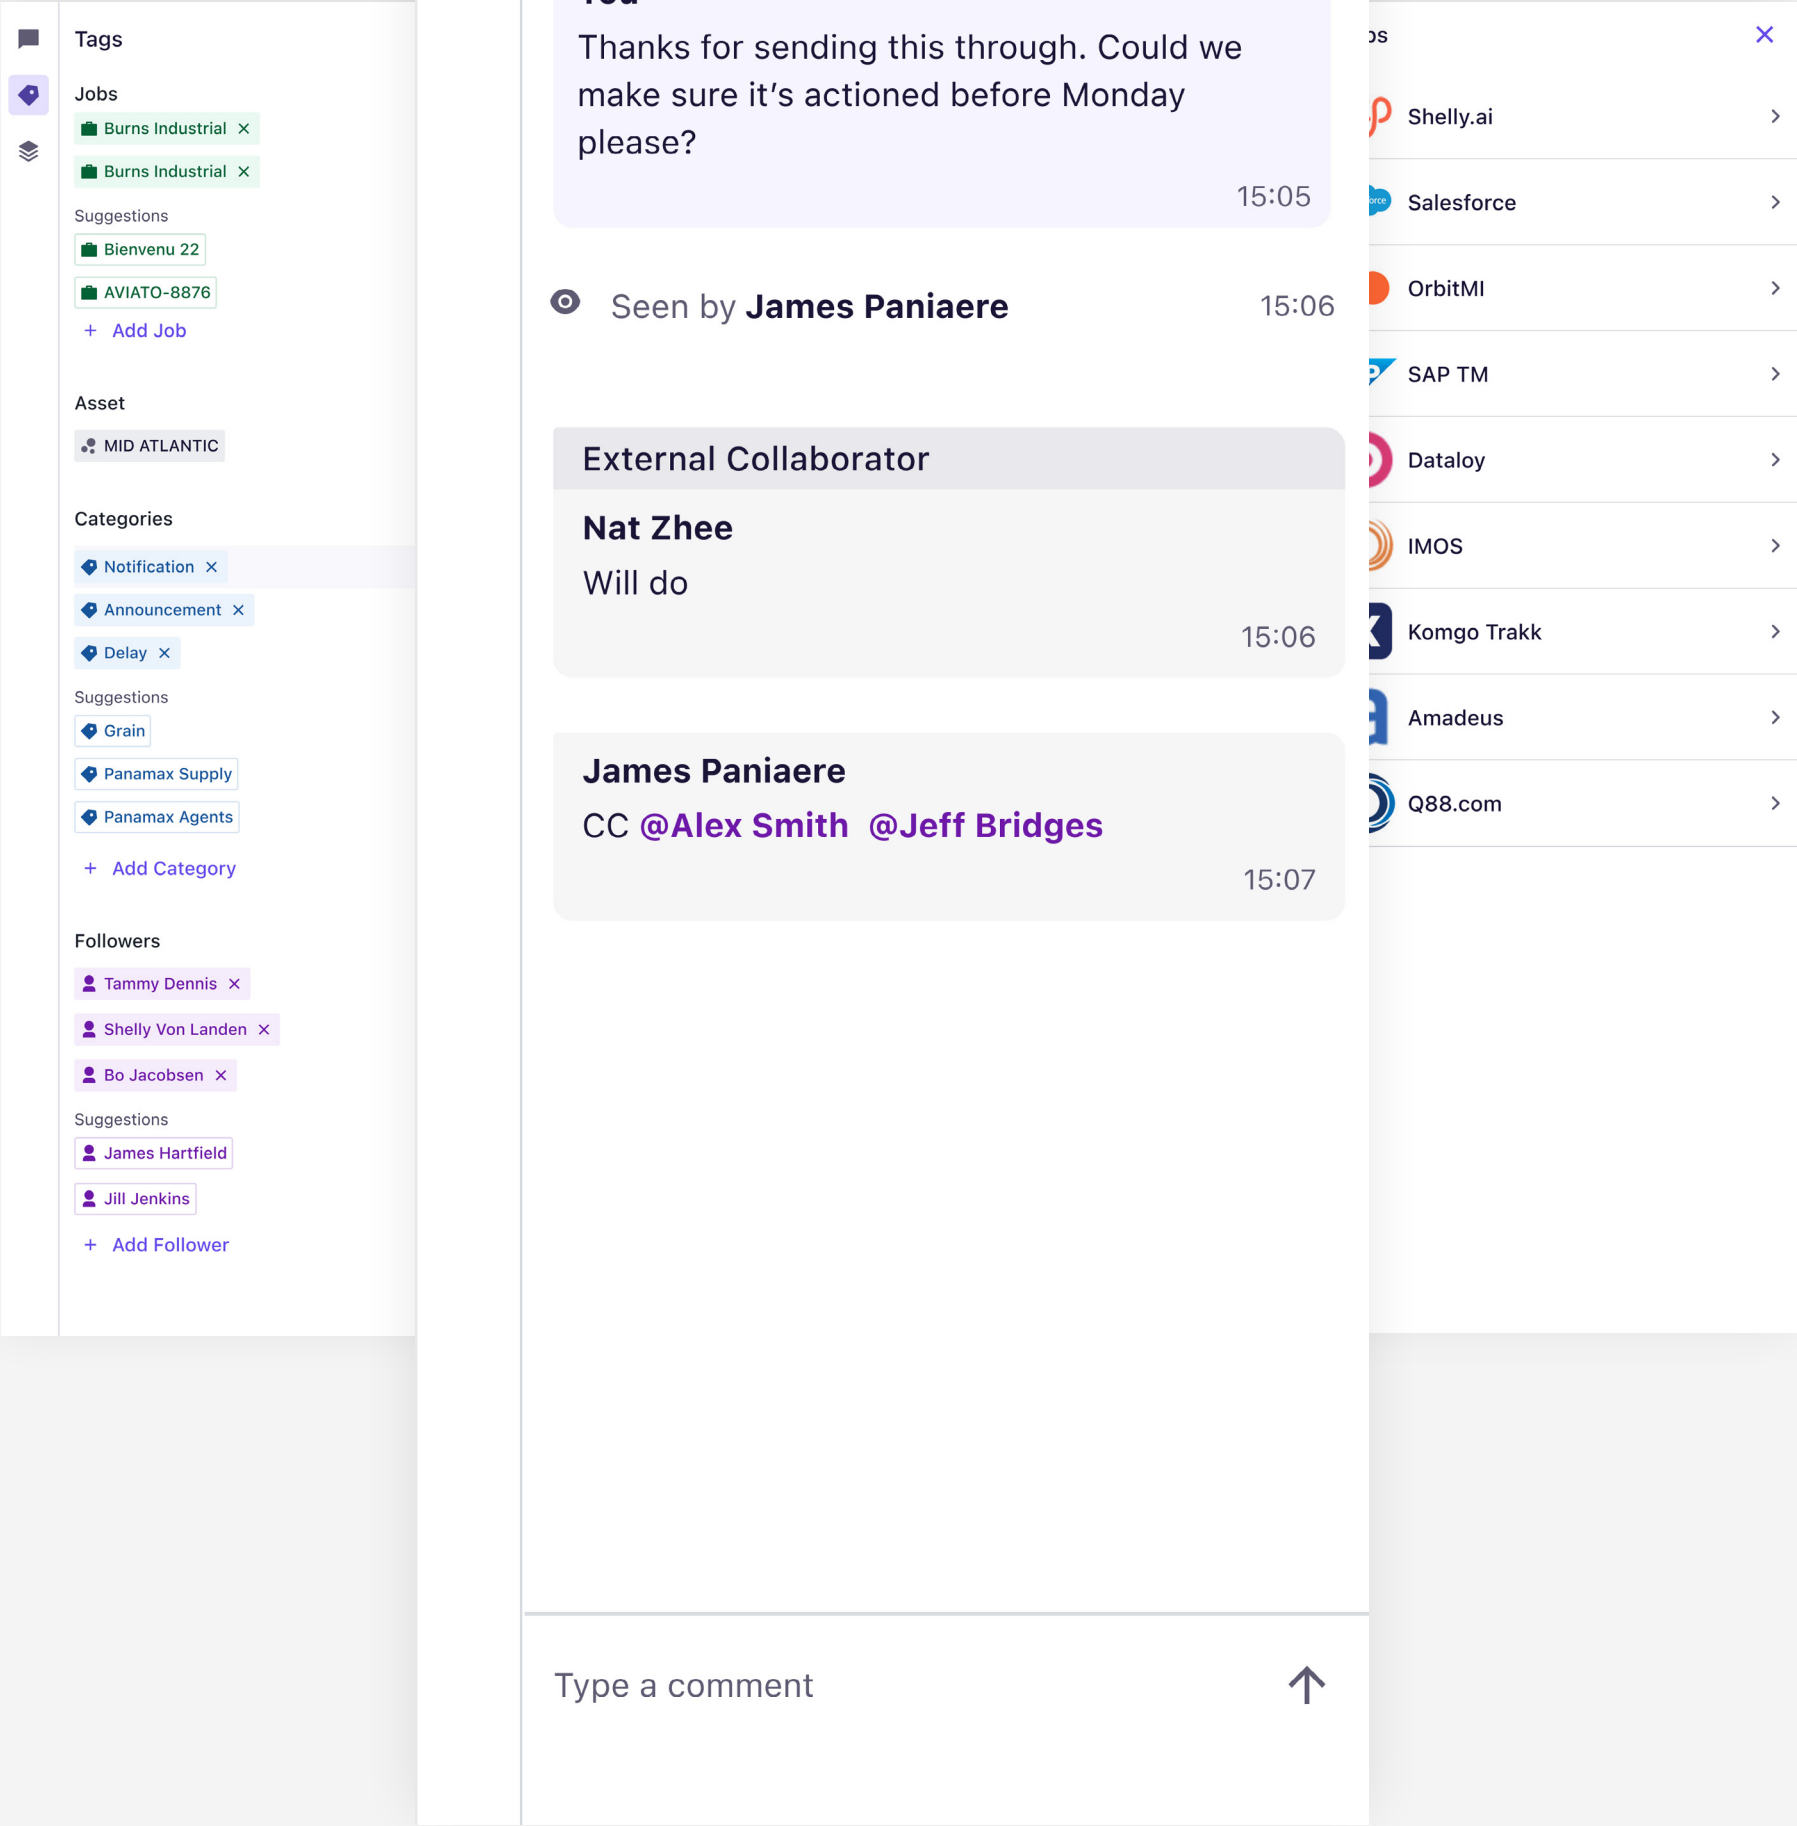 Tags
Jobs
Burns Industrial
Burns Industrial
Suggestions
Bienvenu 22
AVIATO-8876
+ Add Job
Asset
MID ATLANTIC
Categories
Notification
Announcement
Delay
Suggestions
Grain
Panamax Supply
Panamax Agents
+ Add Category
Followers
Tammy Dennis
Shelly Von Landen
Bo Jacobsen
Suggestions
James Hartfield
Jill Jenkins
+ Add Follower
You
Thanks for sending this through. Could we
make sure it’s actioned before Monday
please?
15:05
Seen by James Paniaere 15:06
External Collaborator
Nat Zhee
Will do
15:06
James Paniaere
CC @Alex Smith @Jeff Bridges
15:07
Type a comment
Shelly.ai
Salesforce
OrbitMI
SAP TM
Dataloy
IMOS
Komgo Trakk
Amadeus
Q88.com